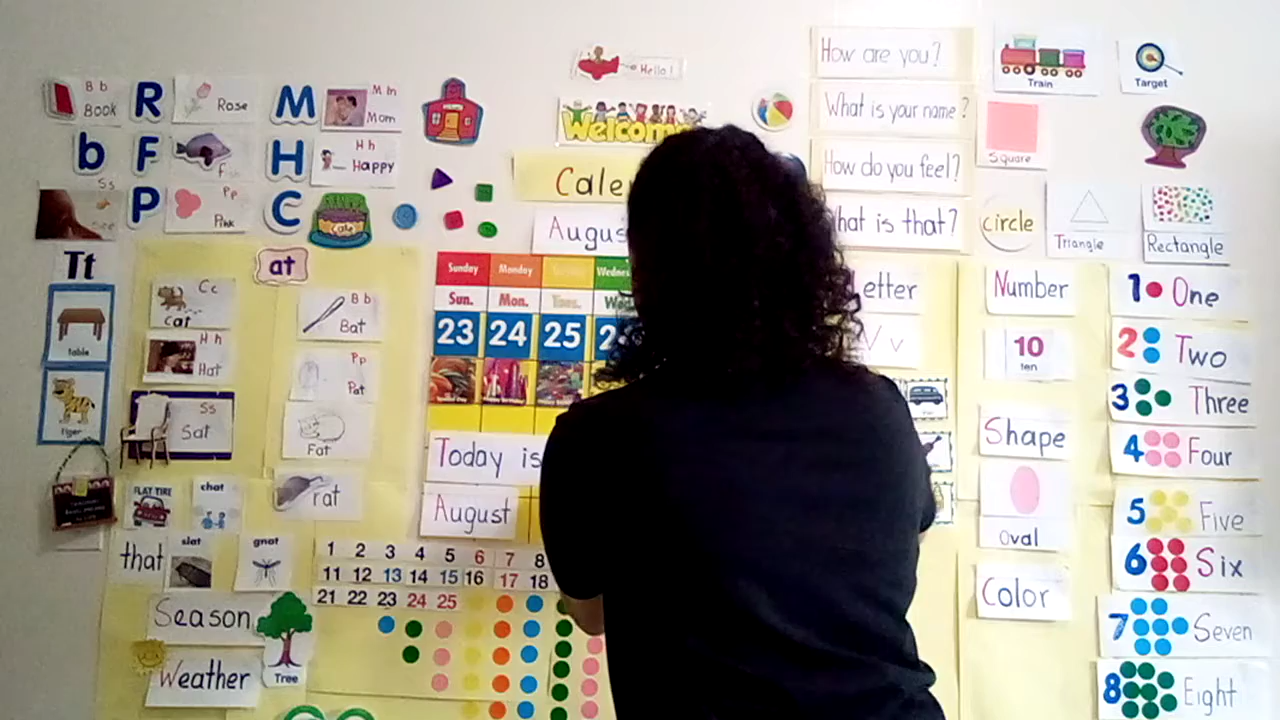 B b
Book
R
Rose
M
M m
Mom
b
F
fish
H
H h
Happy
S s
P
P p
Pink
C
Cake
Tt
table
tiger
at
C c
cat
H h
Hat
S s
Sat
B b
Bat
P p
Pat
Fat
rat
FLAT TIRE
chat
that
slat
gnat
Season
Weather
Tree
Hello!
Welcome
Cale
Augus
Sunday Monday
Sun. Mon. Tues. We
23 24 25 2
Today is
August
1 2 3 4 5 6 7 8
11 12 13 14 15 16 17 18
21 22 23 24 25
How are you?
What is your name?
How do you feel?
hat is that?
Letter
V v
Train
Target
Square
circle
Triangle
Rectangle
Number
10
ten
Shape
Oval
Color
1 One
2 Two
3 Three
4 Four
5 Five
6 Six
7 Seven
8 Eight